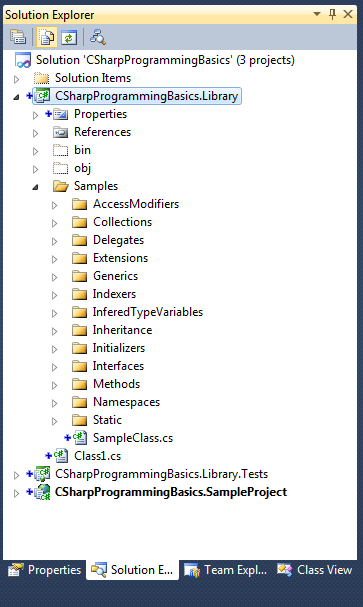 Solution Explorer
Solution 'CSharpProgrammingBasics' (3 projects)
Solution Items
CSharpProgrammingBasics.Library
Properties
References
bin
obj
Samples
AccessModifiers
Collections
Delegates
Extensions
Generics
Indexers
InferedTypeVariables
Inheritance
Initializers
Interfaces
Methods
Namespaces
Static
SampleClass.cs
Class1.cs
CSharpProgrammingBasics.Library.Tests
CSharpProgrammingBasics.SampleProject
Properties Solution E... Team Expl... Class View